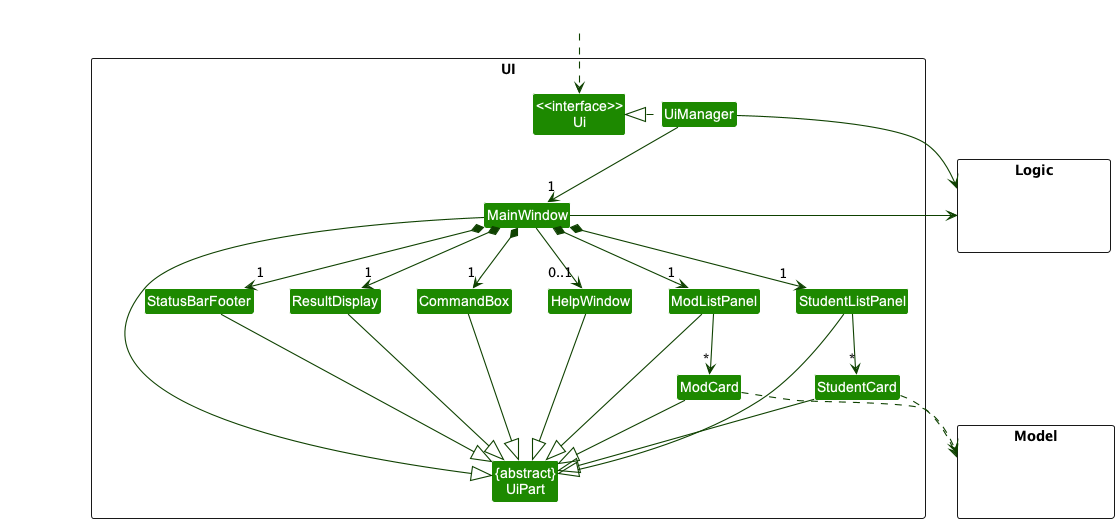 UI
<<interface>>
Ui
UiManager
Logic
1
MainWindow
1
1
1
0..1
1
1
StatusBarFooter
ResultDisplay
CommandBox
HelpWindow
ModListPanel
StudentListPanel
*
*
ModCard
StudentCard
Model
{abstract}
UiPart